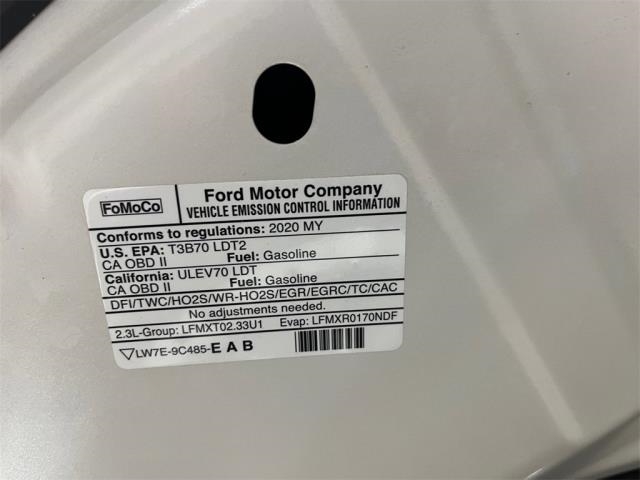 FoMoCo
Ford Motor Company
VEHICLE EMISSION CONTROL INFORMATION
Conforms to regulations: 2020 MY
U.S. EPA: T3B70 LDT2
CA OBD II Fuel: Gasoline
California: ULEV70 LDT
CA OBD II Fuel: Gasoline
DFI/TWC/HO2S/WR-HO2S/EGR/EGRC/TC/CAC
No adjustments needed.
2.3L-Group: LFMXT02.33U1 Evap: LFMXR0170NDF
LW7E-9C485-E A B